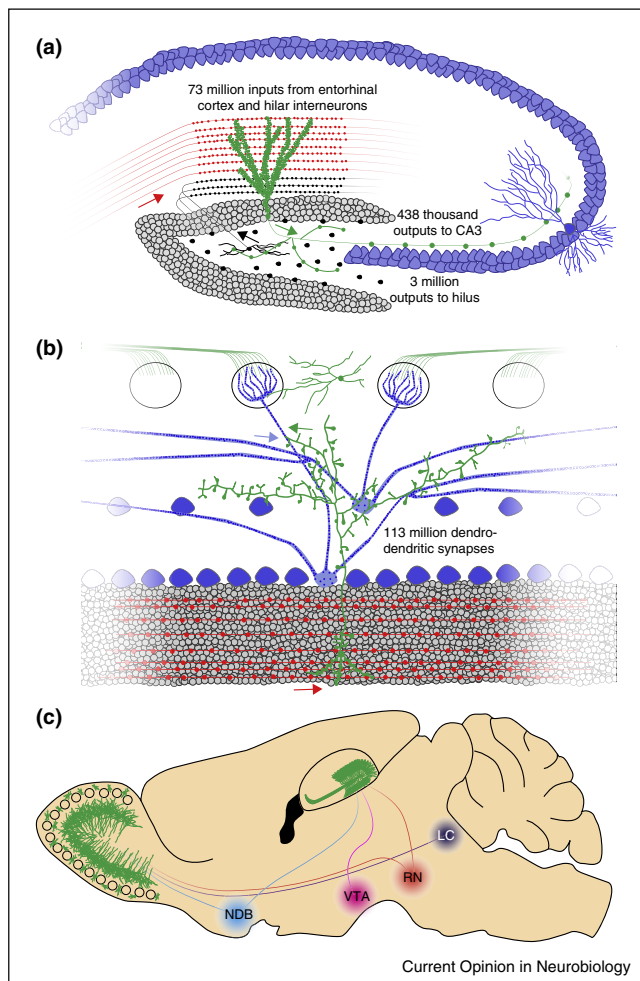 (a)
73 million inputs from entorhinal
cortex and hilar interneurons
438 thousand
outputs to CA3
3 million
outputs to hilus
(b)
113 million dendro-
dendritic synapses
(c)
LC
RN
VTA
NDB
Current Opinion in Neurobiology